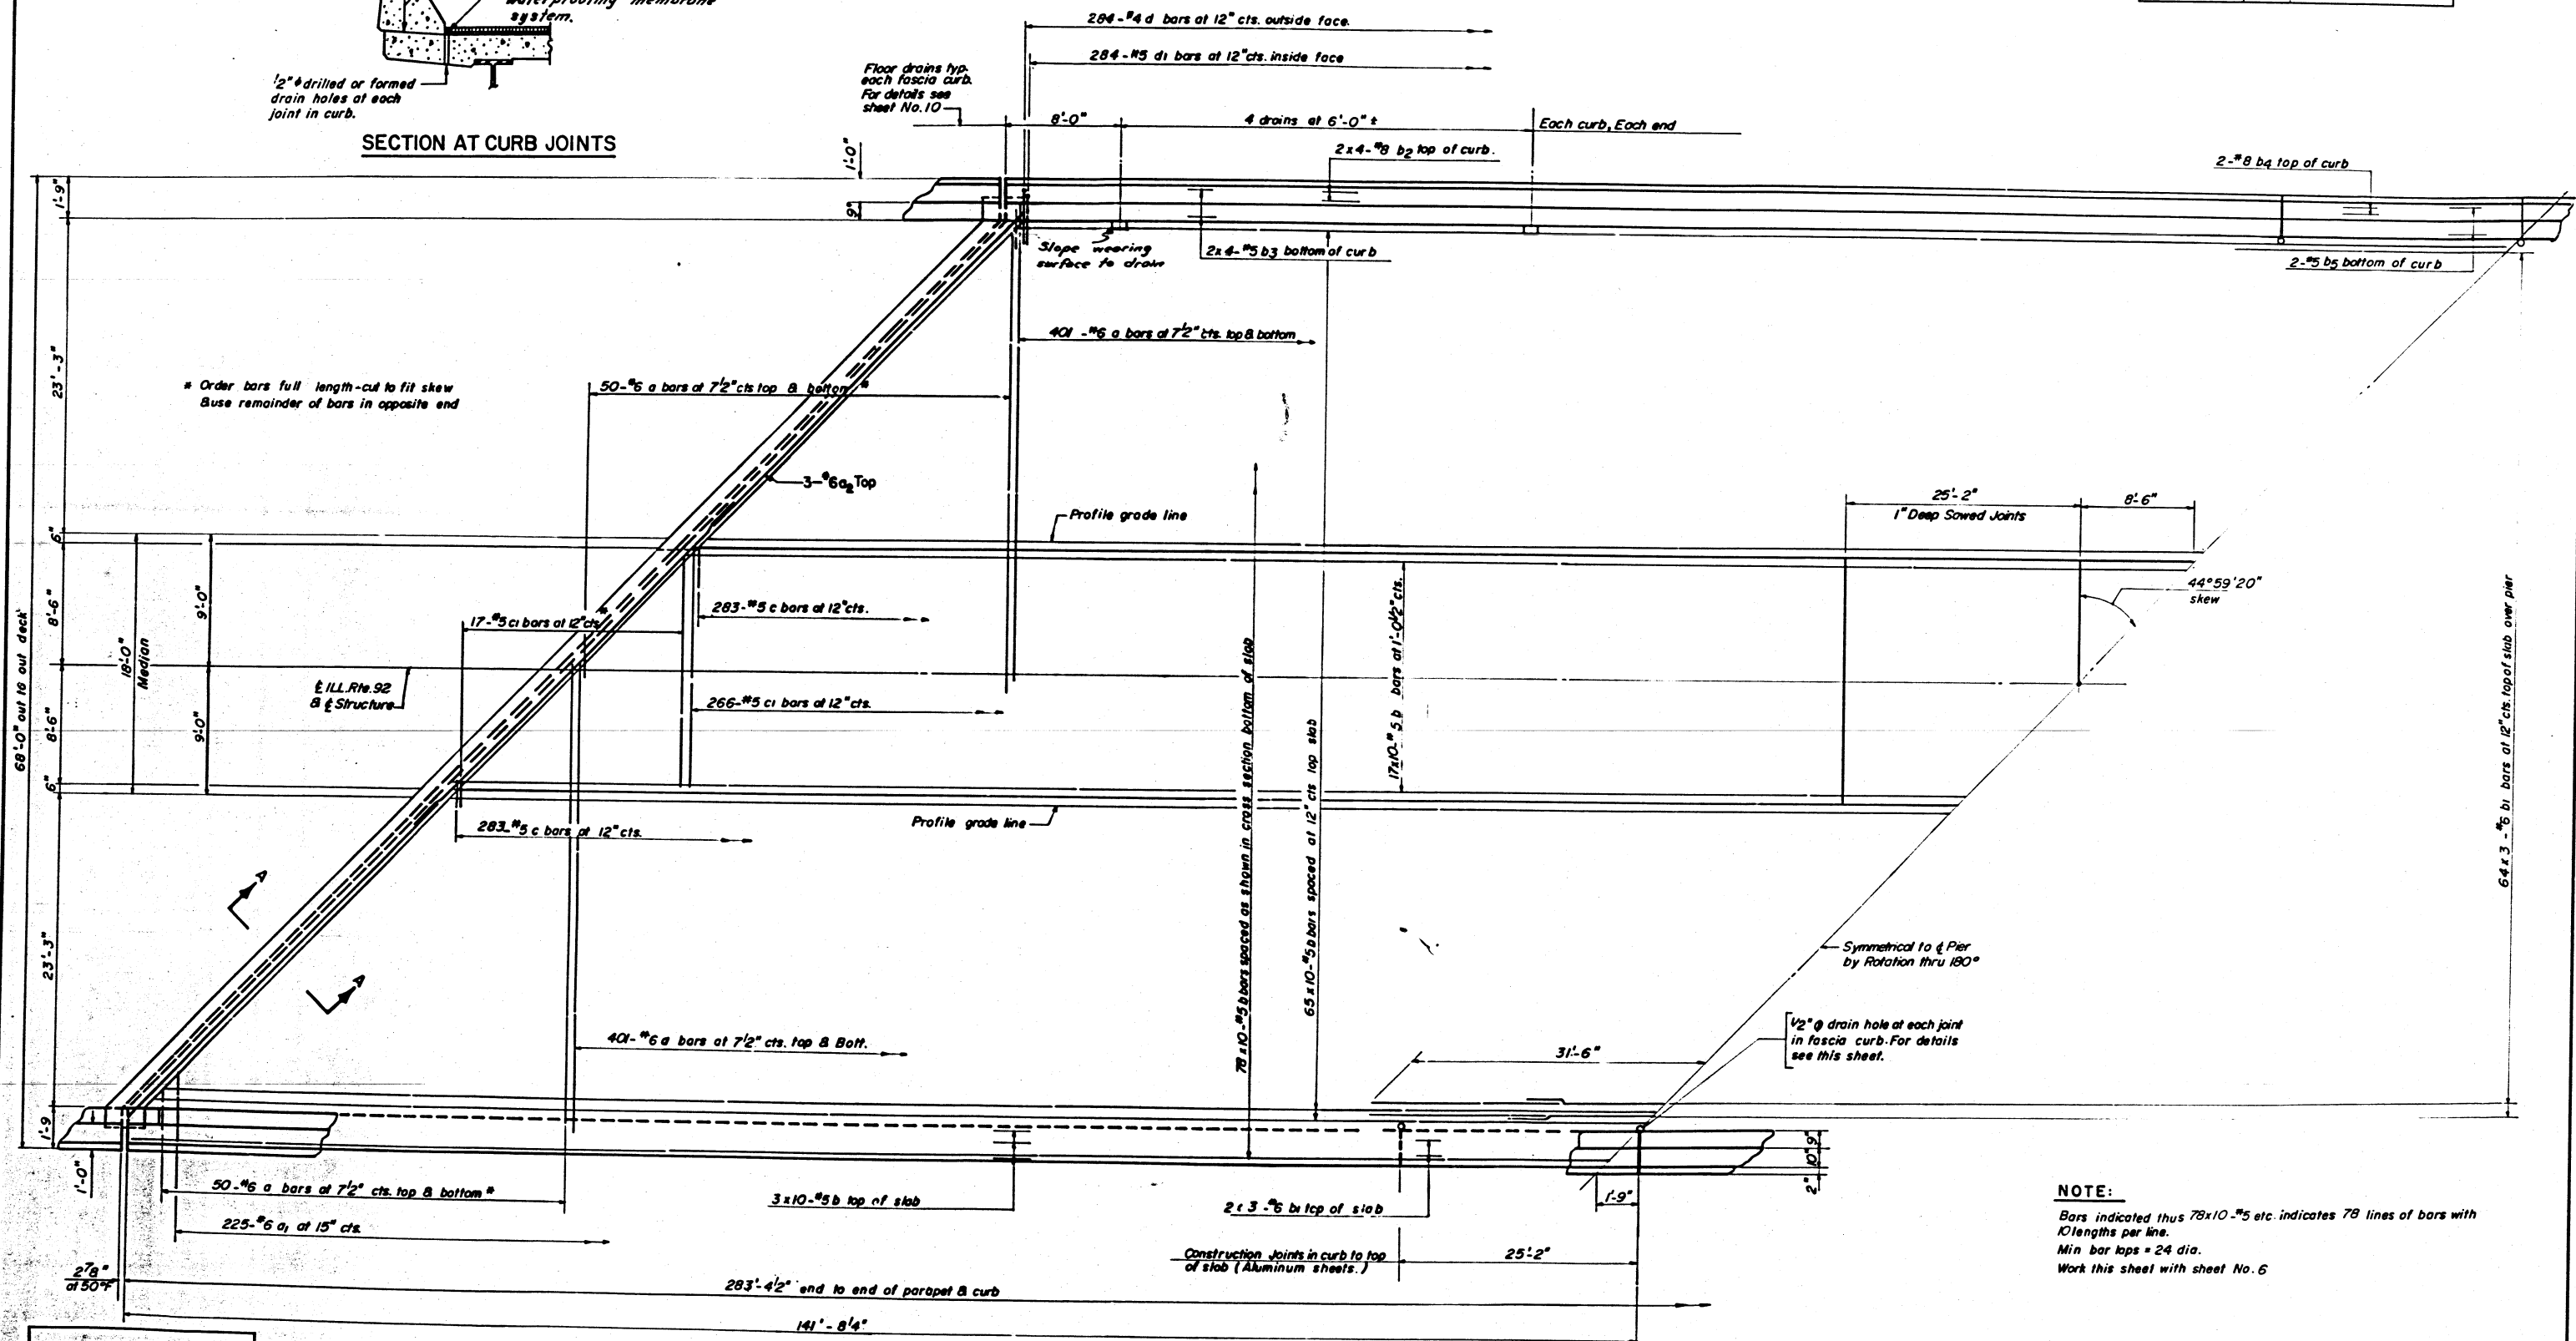 waterproofing membrane
system.
1/2" ϕ drilled or formed
drain holes at each
joint in curb.
SECTION AT CURB JOINTS
284-#4 d bars at 12" cts. outside face.
284-#5 d1 bars at 12" cts. inside face
Floor drains typ.
each fascia curb.
For details see
sheet No. 10
8'-0"
4 drains at 6'-0" ±
Each curb, Each end
2x4-#8 b2 top of curb.
2-#8 b4 top of curb
1'-0"
9"
1'-9"
Slope wearing
surface to drain
2x4-#5 b3 bottom of curb
2-#5 b5 bottom of curb
401-#6 a bars at 7 1/2" cts. top & bottom
50-#6 a bars at 7 1/2" cts top & bottom *
* Order bars full length-cut to fit skew
& use remainder of bars in opposite end
23'-3"
3-#6 a2 Top
Profile grade line
25'-2"
1" Deep Sawed Joints
8'-6"
44°59'20"
skew
6"
8'-6"
9'-0"
18'-0"
Median
68'-0" out to out deck
283-#5 c bars at 12" cts.
17-#5 c1 bars at 12" cts *
℄ ILL. Rte. 92
& ℄ Structure
266-#5 c1 bars at 12" cts.
8'-6"
9'-0"
6"
17x10-#5 b bars at 1'-0 1/2" cts.
78x10-#5 b bars spaced as shown in cross section bottom of slab
65x10-#5 b bars spaced at 12" cts top slab
64x3-#6 b1 bars at 12" cts. top of slab over pier
283-#5 c bars at 12" cts.
Profile grade line
A
A
23'-3"
Symmetrical to ℄ Pier
by Rotation thru 180°
1/2" ϕ drain hole at each joint
in fascia curb. For details
see this sheet.
401-#6 a bars at 7 1/2" cts. top & Bott.
31'-6"
1'-9
1'-0"
9"
10"
2"
50-#6 a bars at 7 1/2" cts. top & bottom *
3x10-#5 b top of slab
2x3-#6 b1 top of slab
1'-9"
225-#6 a1 at 15" cts.
Construction Joints in curb to top
of slab (Aluminum sheets.)
25'-2"
2 7/8"
at 50°F
283'-4 1/2" end to end of parapet & curb
141'-8 1/4"
NOTE:
Bars indicated thus 78x10-#5 etc. indicates 78 lines of bars with
10 lengths per line.
Min bar laps = 24 dia.
Work this sheet with sheet No. 6